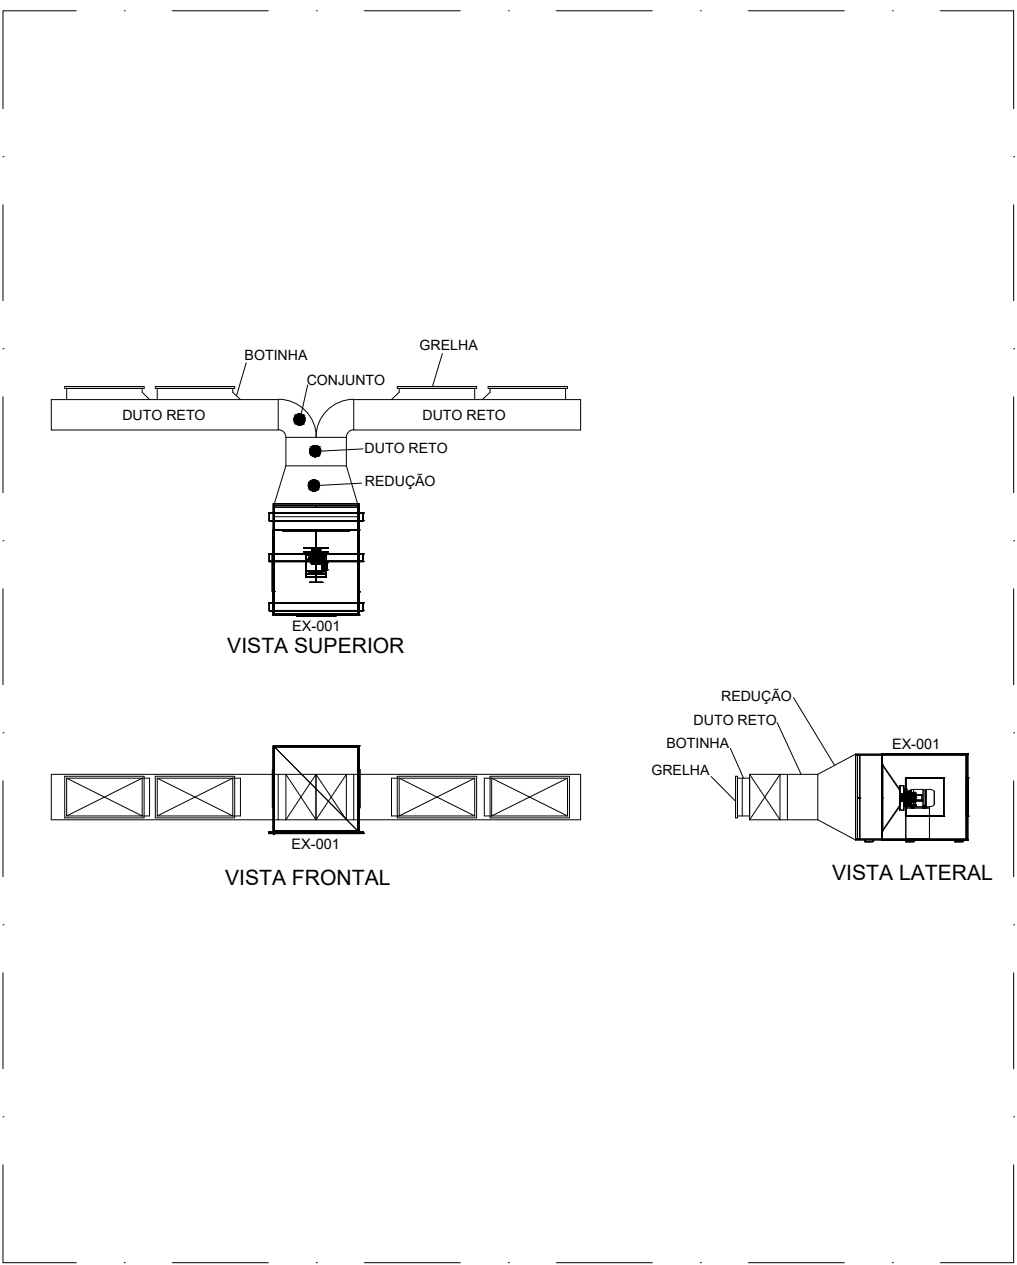 GRELHA
BOTINHA
CONJUNTO
DUTO RETO
DUTO RETO
DUTO RETO
REDUÇÃO
EX-001
VISTA SUPERIOR
REDUÇÃO
DUTO RETO
BOTINHA
EX-001
GRELHA
EX-001
VISTA FRONTAL
VISTA LATERAL